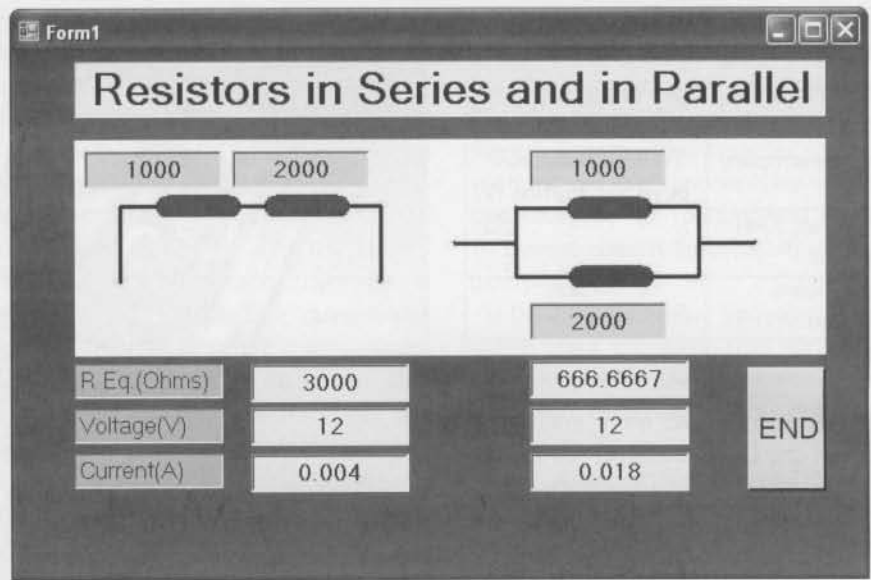 Form1
Resistors in Series and in Parallel
1000 2000 1000
2000
R Eq.(Ohms) 3000 666.6667
Voltage(V) 12 12 END
Current(A) 0.004 0.018